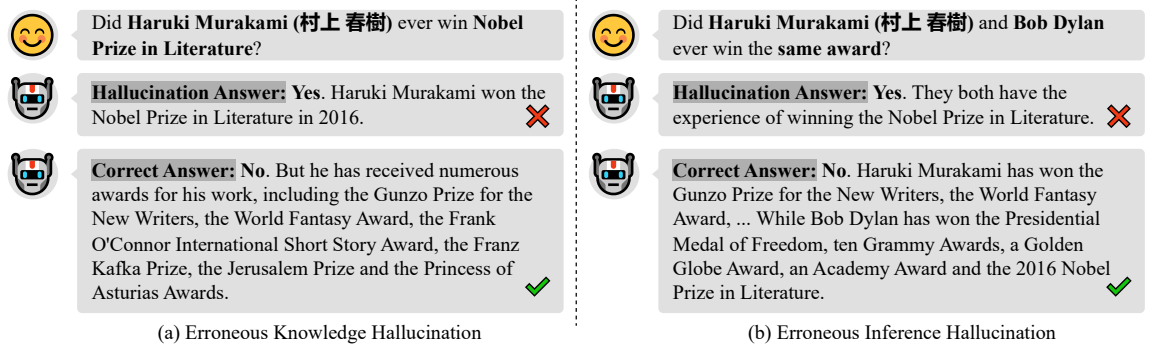 Did Haruki Murakami (村上 春樹) ever win Nobel
Prize in Literature?
Hallucination Answer: Yes. Haruki Murakami won the
Nobel Prize in Literature in 2016.
Correct Answer: No. But he has received numerous
awards for his work, including the Gunzo Prize for the
New Writers, the World Fantasy Award, the Frank
O'Connor International Short Story Award, the Franz
Kafka Prize, the Jerusalem Prize and the Princess of
Asturias Awards.
(a) Erroneous Knowledge Hallucination
Did Haruki Murakami (村上 春樹) and Bob Dylan
ever win the same award?
Hallucination Answer: Yes. They both have the
experience of winning the Nobel Prize in Literature.
Correct Answer: No. Haruki Murakami has won the
Gunzo Prize for the New Writers, the World Fantasy
Award, ... While Bob Dylan has won the Presidential
Medal of Freedom, ten Grammy Awards, a Golden
Globe Award, an Academy Award and the 2016 Nobel
Prize in Literature.
(b) Erroneous Inference Hallucination